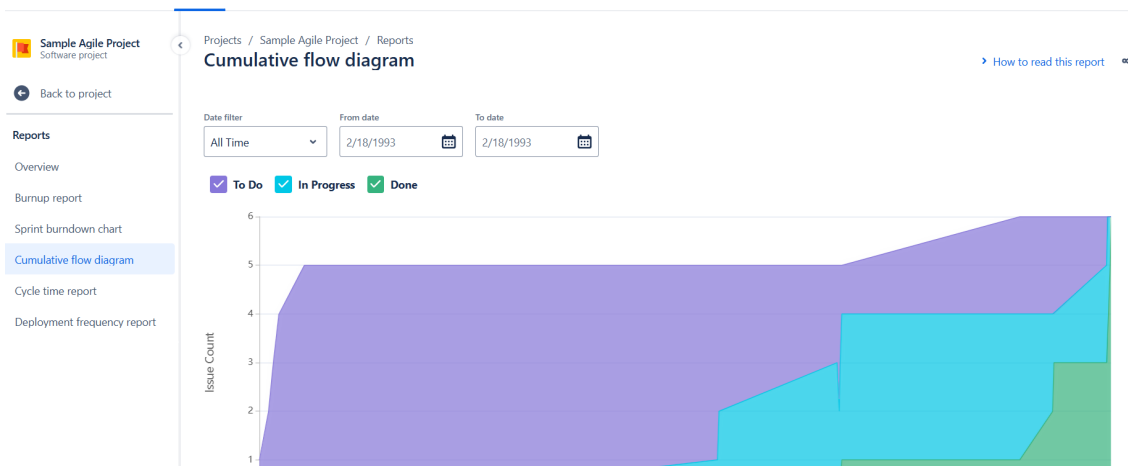 Sample Agile Project
Software project
Back to project
Reports
Overview
Burnup report
Sprint burndown chart
Cumulative flow diagram
Cycle time report
Deployment frequency report
Projects / Sample Agile Project / Reports
Cumulative flow diagram
How to read this report
Date filter
From date
To date
All Time
2/18/1993
2/18/1993
To Do
In Progress
Done
Issue Count
6
5
4
3
2
1